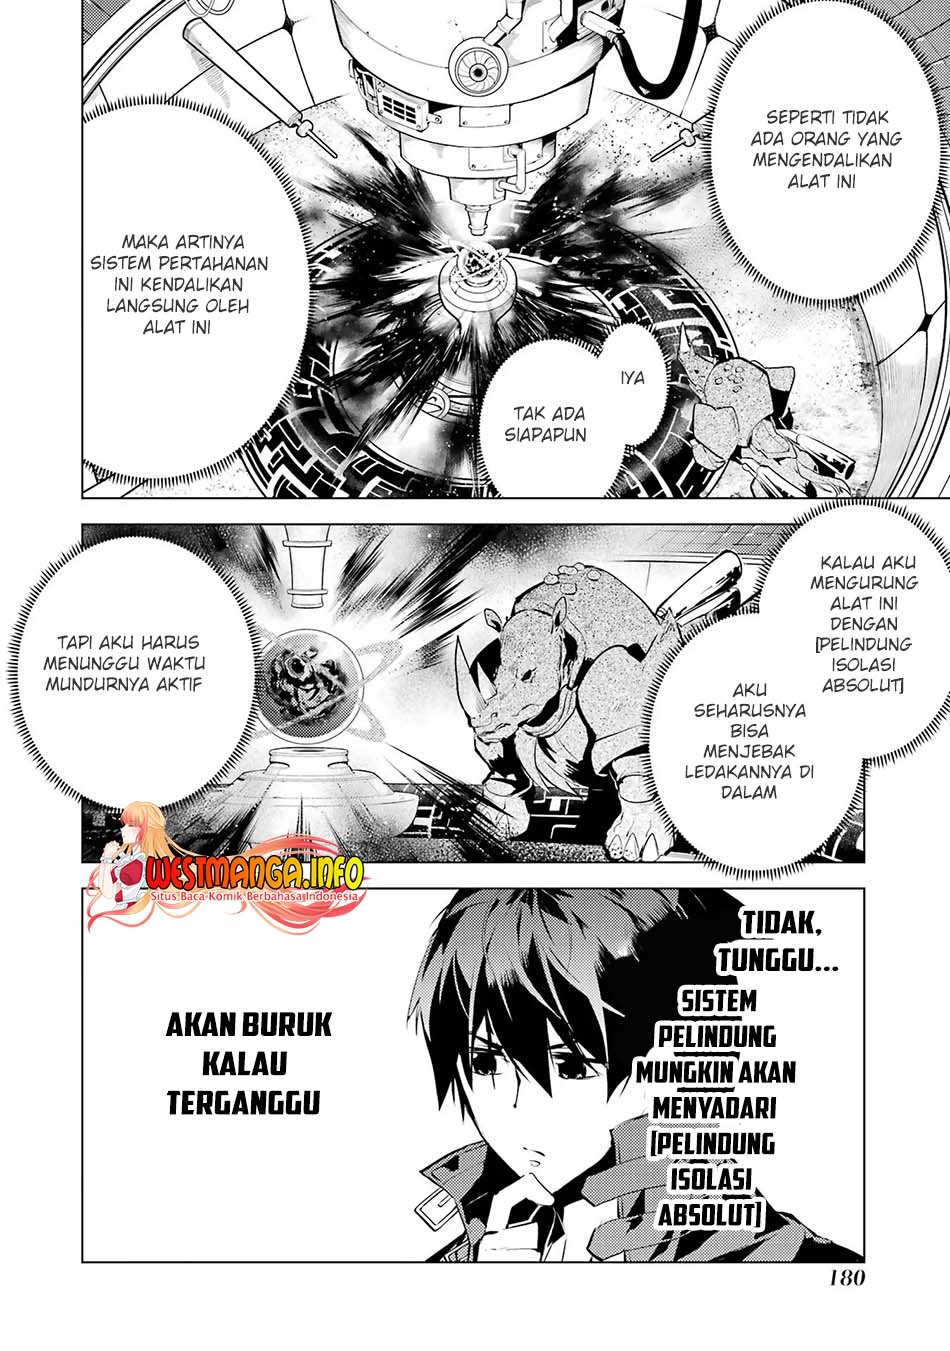 SEPERTI TIDAK
ADA ORANG YANG
MENGENDALIKAN
ALAT INI
IYA
TAK ADA
SIAPAPUN
MAKA ARTINYA
SISTEM PERTAHANAN
INI KENDALIKAN
LANGSUNG OLEH
ALAT INI
KALAU AKU
MENGURUNG
ALAT INI
DENGAN
[PELINDUNG
ISOLASI
ABSOLUT]
AKU
SEHARUSNYA
BISA
MENJEBAK
LEDAKANNYA DI
DALAM
TAPI AKU HARUS
MENUNGGU WAKTU
MUNDURNYA AKTIF
WESTMANGA.INFO
Situs Baca Komik Berbahasa Indonesia
TIDAK,
TUNGGU...
SISTEM
PELINDUNG
MUNGKIN AKAN
MENYADARI
[PELINDUNG
ISOLASI
ABSOLUT]
AKAN BURUK
KALAU
TERGANGGU
180